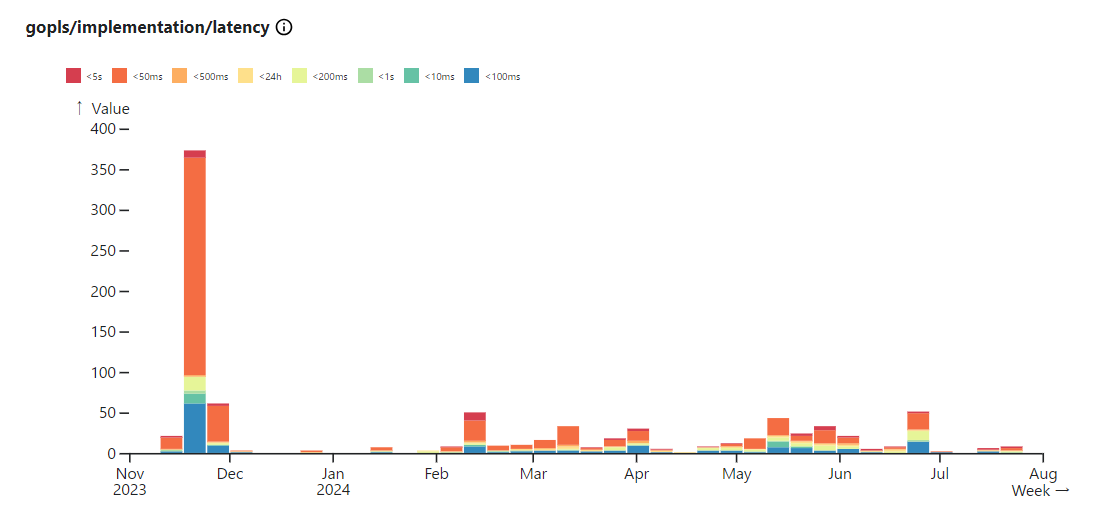 gopls/implementation/latency
<5s <50ms <500ms <24h <200ms <1s <10ms <100ms
↑ Value
400
350
300
250
200
150
100
50
0
Nov Dec Jan Feb Mar Apr May Jun Jul Aug
2023 2024
Week →